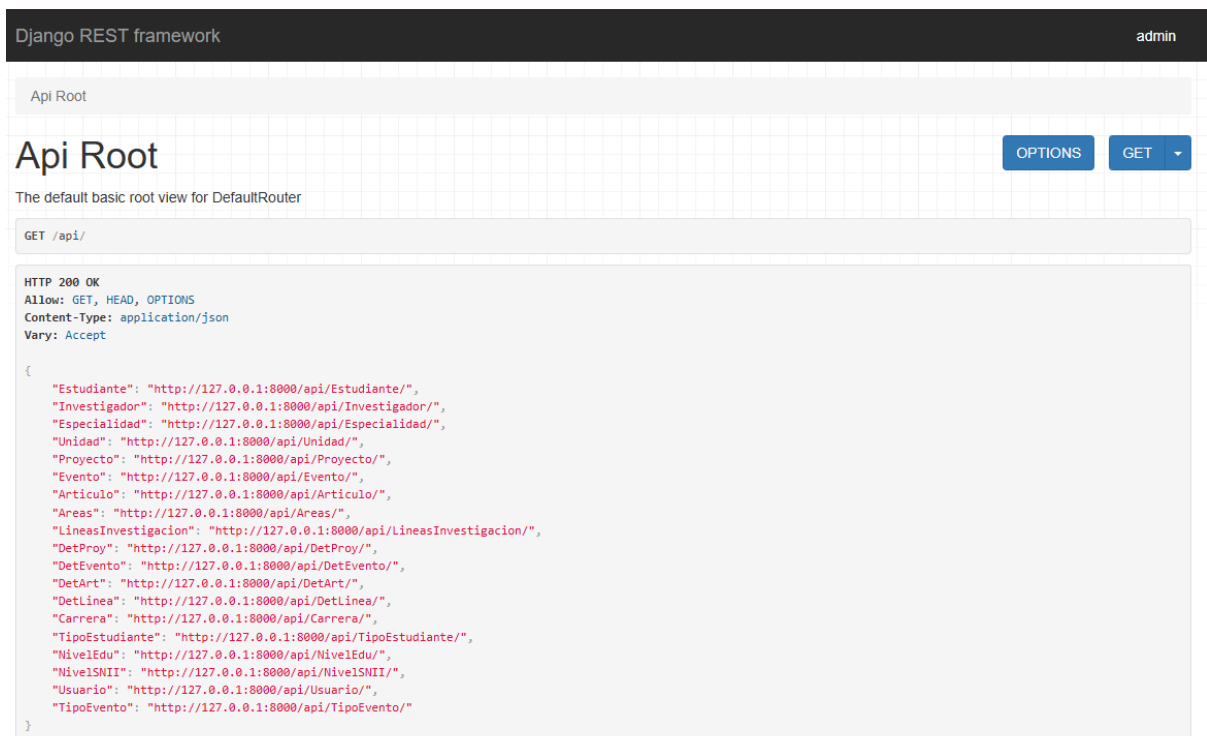 Django REST framework
admin
Api Root
Api Root
OPTIONS
GET
The default basic root view for DefaultRouter
GET /api/
HTTP 200 OK
Allow: GET, HEAD, OPTIONS
Content-Type: application/json
Vary: Accept
{
    "Estudiante": "http://127.0.0.1:8000/api/Estudiante/",
    "Investigador": "http://127.0.0.1:8000/api/Investigador/",
    "Especialidad": "http://127.0.0.1:8000/api/Especialidad/",
    "Unidad": "http://127.0.0.1:8000/api/Unidad/",
    "Proyecto": "http://127.0.0.1:8000/api/Proyecto/",
    "Evento": "http://127.0.0.1:8000/api/Evento/",
    "Articulo": "http://127.0.0.1:8000/api/Articulo/",
    "Areas": "http://127.0.0.1:8000/api/Areas/",
    "LineasInvestigacion": "http://127.0.0.1:8000/api/LineasInvestigacion/",
    "DetProy": "http://127.0.0.1:8000/api/DetProy/",
    "DetEvento": "http://127.0.0.1:8000/api/DetEvento/",
    "DetArt": "http://127.0.0.1:8000/api/DetArt/",
    "DetLinea": "http://127.0.0.1:8000/api/DetLinea/",
    "Carrera": "http://127.0.0.1:8000/api/Carrera/",
    "TipoEstudiante": "http://127.0.0.1:8000/api/TipoEstudiante/",
    "NivelEdu": "http://127.0.0.1:8000/api/NivelEdu/",
    "NivelSNII": "http://127.0.0.1:8000/api/NivelSNII/",
    "Usuario": "http://127.0.0.1:8000/api/Usuario/",
    "TipoEvento": "http://127.0.0.1:8000/api/TipoEvento/"
}